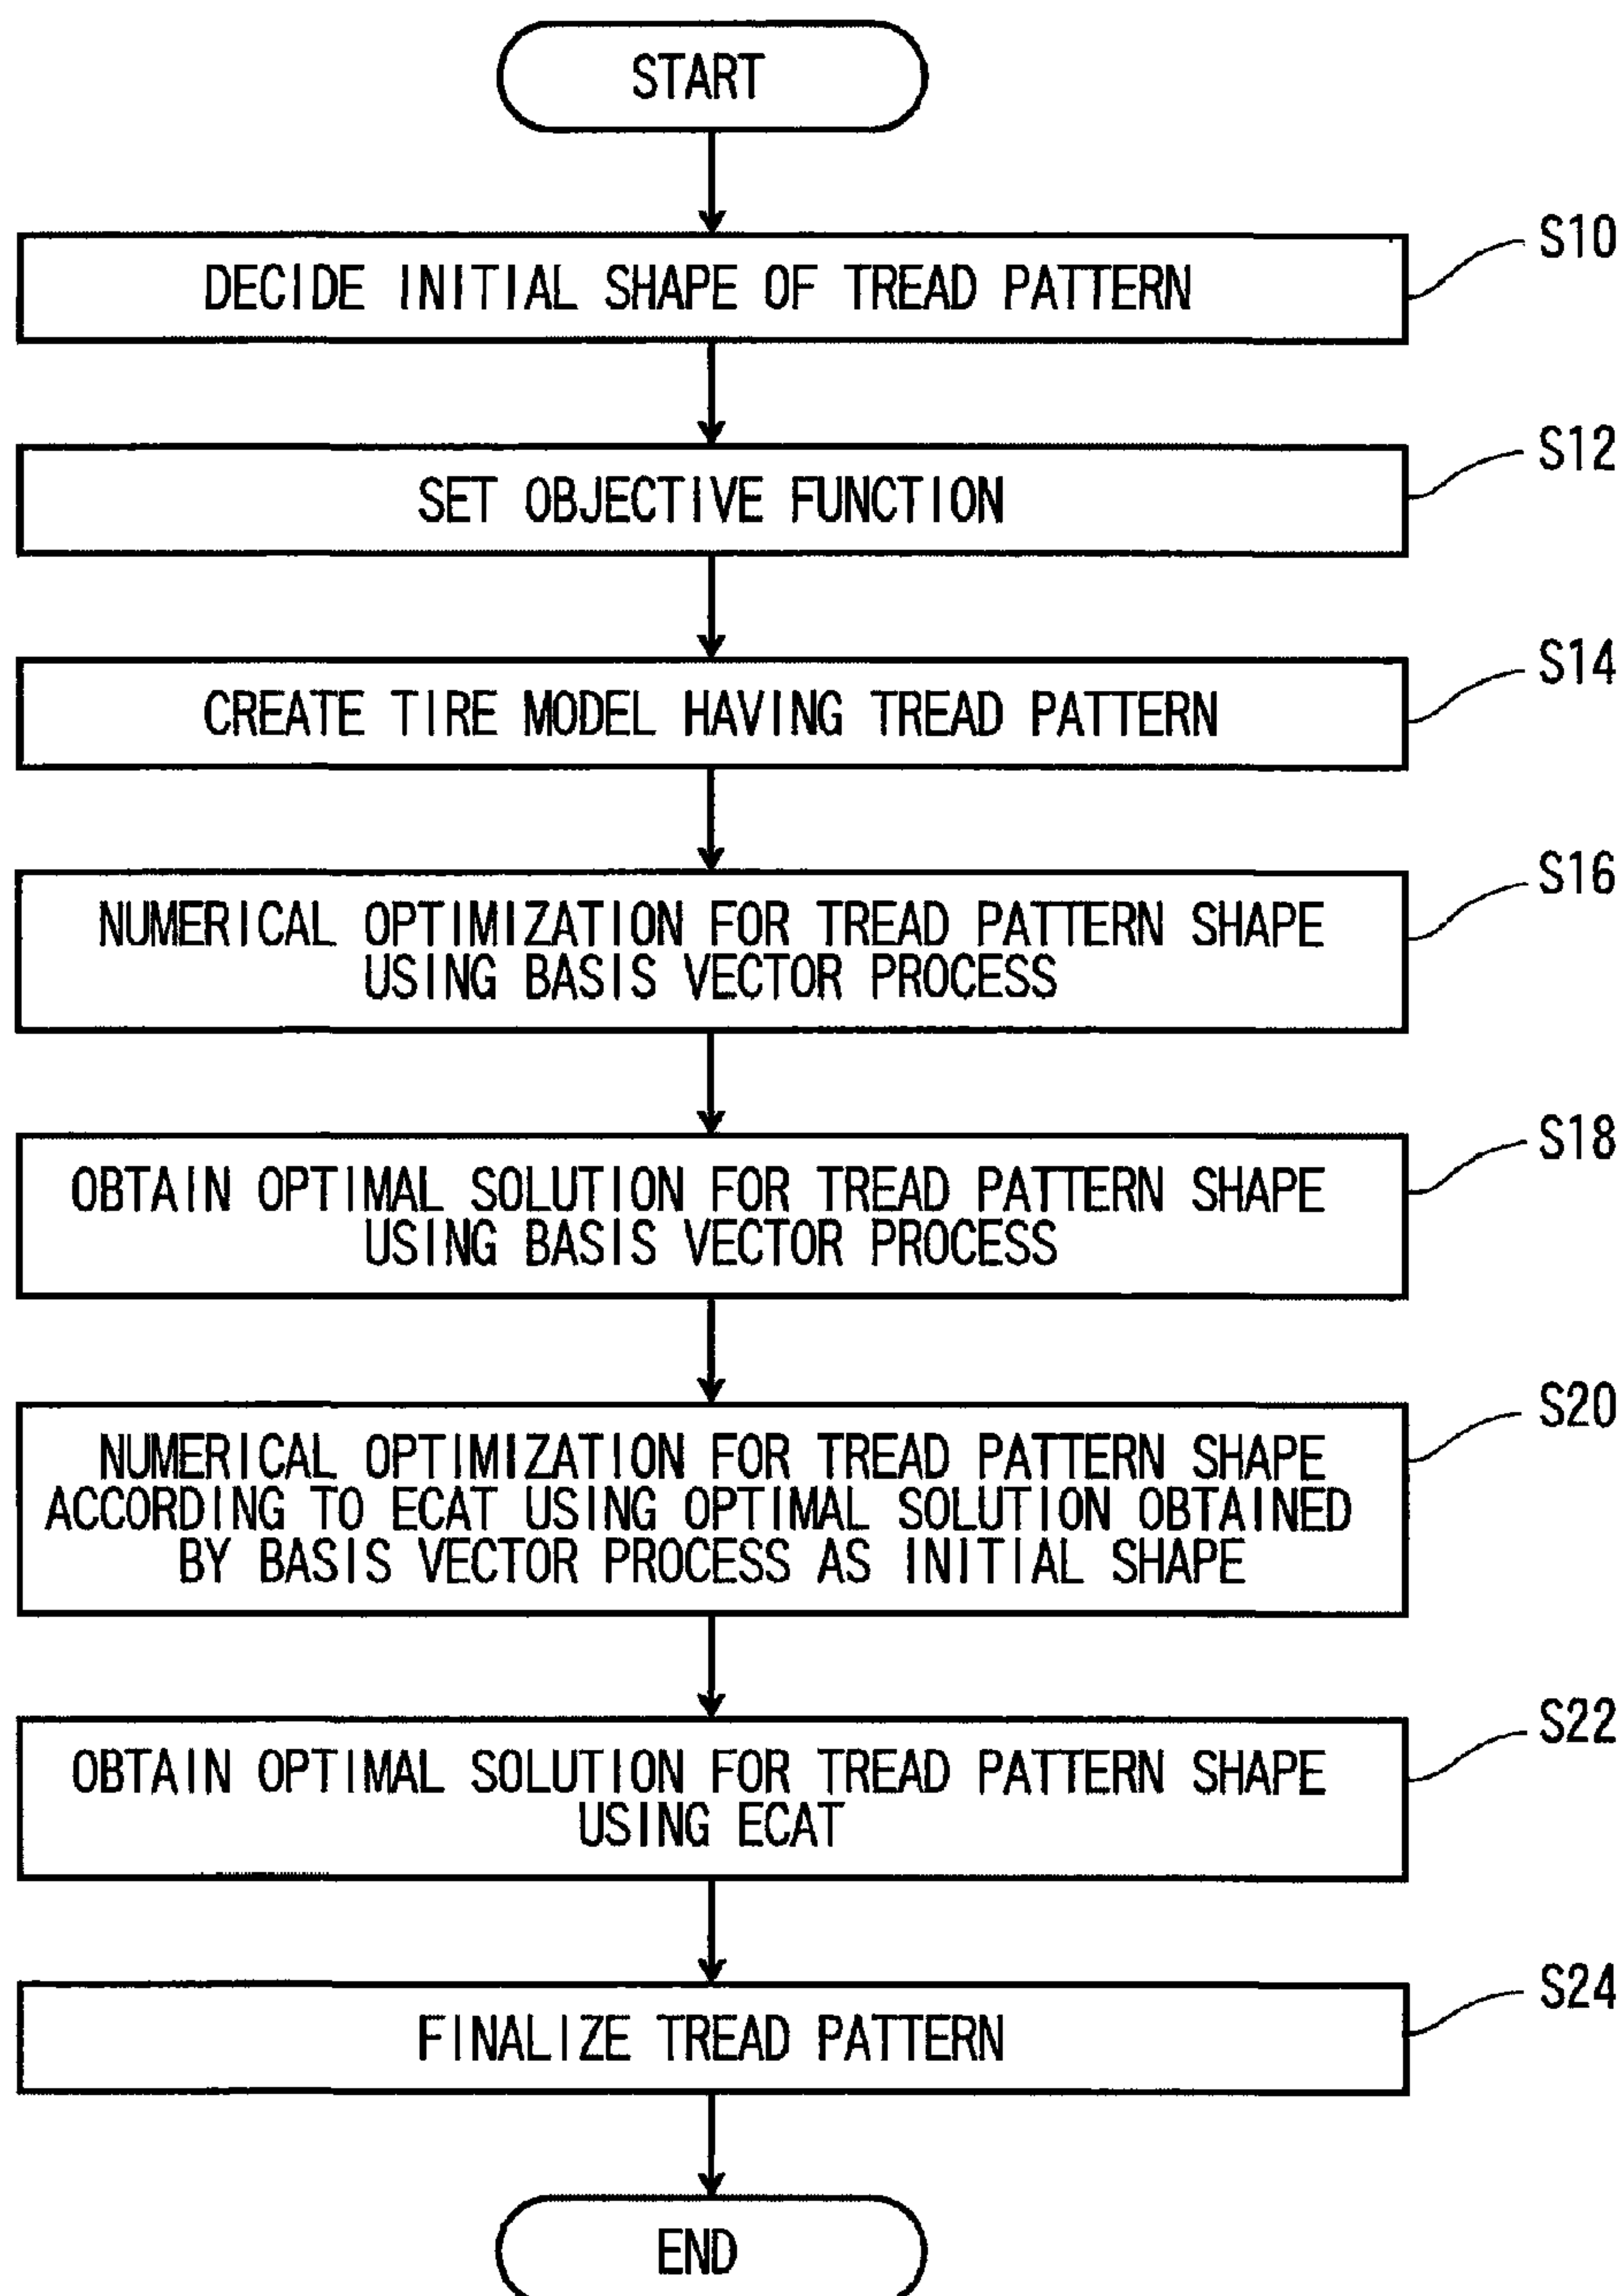 START
S10
DECIDE INITIAL SHAPE OF TREAD PATTERN
S12
SET OBJECTIVE FUNCTION
S14
CREATE TIRE MODEL HAVING TREAD PATTERN
S16
NUMERICAL OPTIMIZATION FOR TREAD PATTERN SHAPE
USING BASIS VECTOR PROCESS
S18
OBTAIN OPTIMAL SOLUTION FOR TREAD PATTERN SHAPE
USING BASIS VECTOR PROCESS
S20
NUMERICAL OPTIMIZATION FOR TREAD PATTERN SHAPE
ACCORDING TO ECAT USING OPTIMAL SOLUTION OBTAINED
BY BASIS VECTOR PROCESS AS INITIAL SHAPE
S22
OBTAIN OPTIMAL SOLUTION FOR TREAD PATTERN SHAPE
USING ECAT
S24
FINALIZE TREAD PATTERN
END